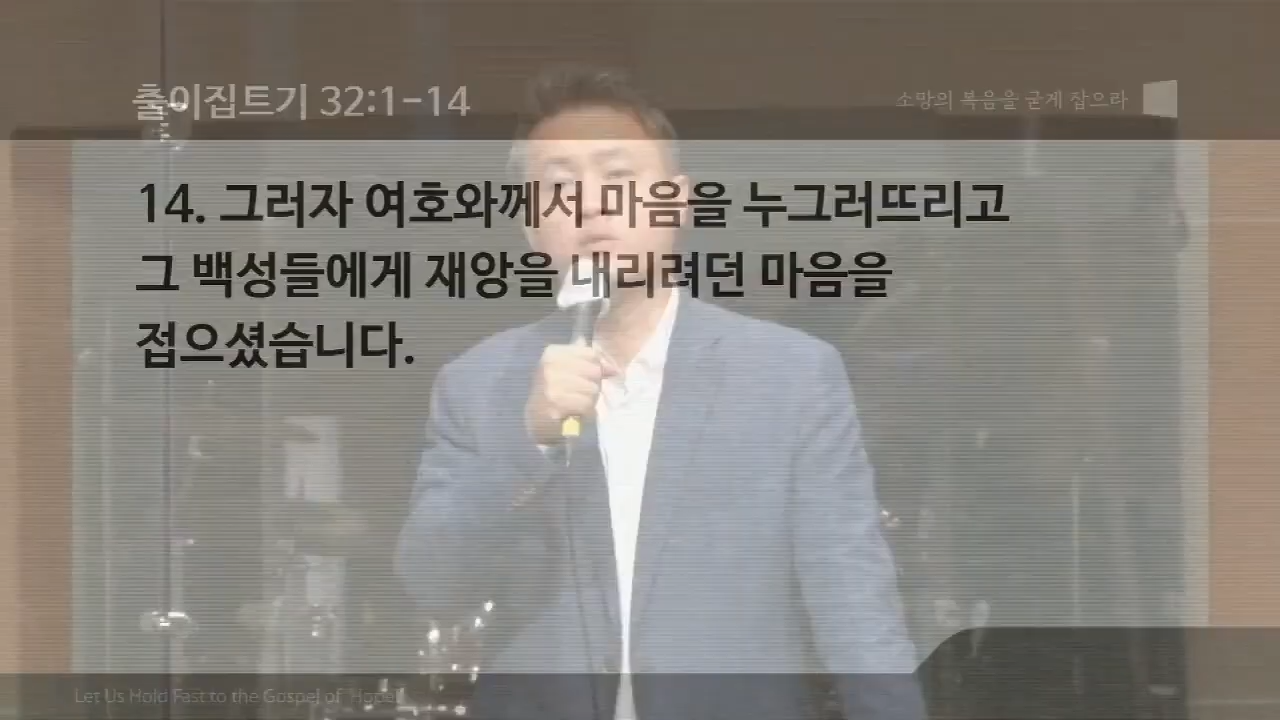 출이집트기 32:1-14
소망의 복음을 굳게 잡으라
14. 그러자 여호와께서 마음을 누그러뜨리고
그 백성들에게 재앙을 내리려던 마음을
접으셨습니다.
Let Us Hold Fast to the Gospel of "Hope"